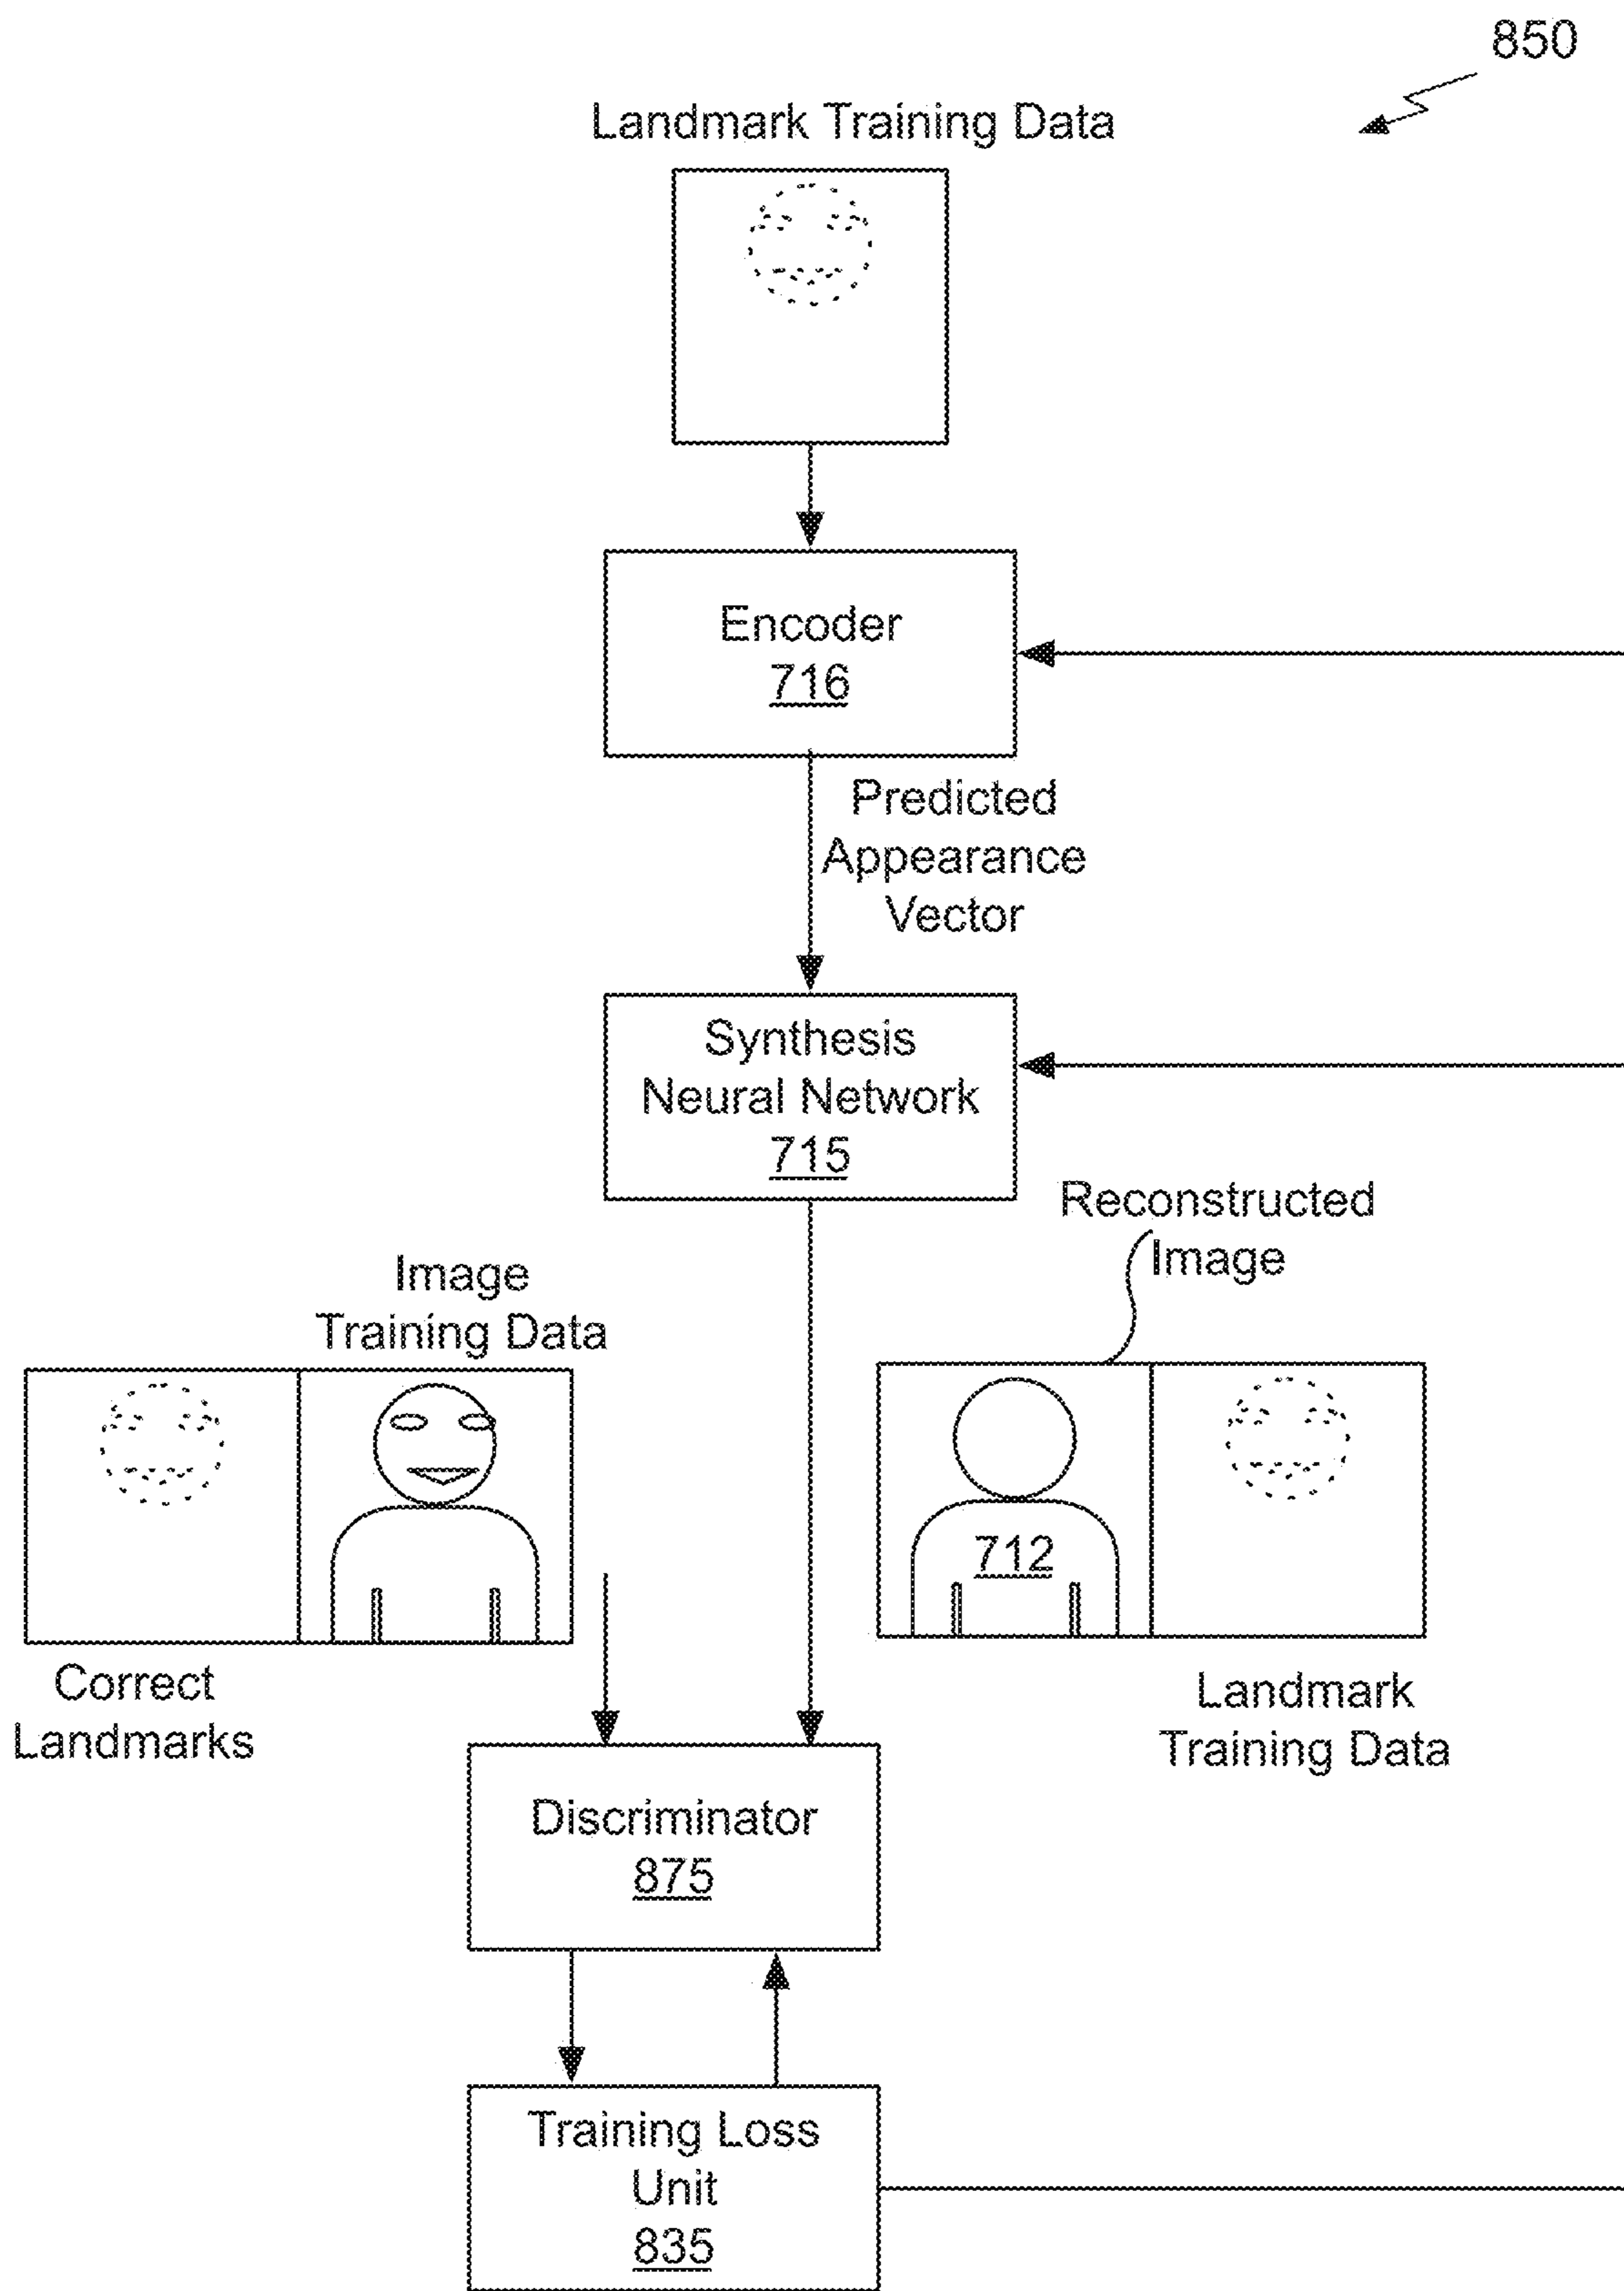 850
Landmark Training Data
Encoder
716
Predicted
Appearance
Vector
Synthesis
Neural Network
715
Reconstructed
Image
Image
Training Data
712
Correct
Landmarks
Landmark
Training Data
Discriminator
875
Training Loss
Unit
835